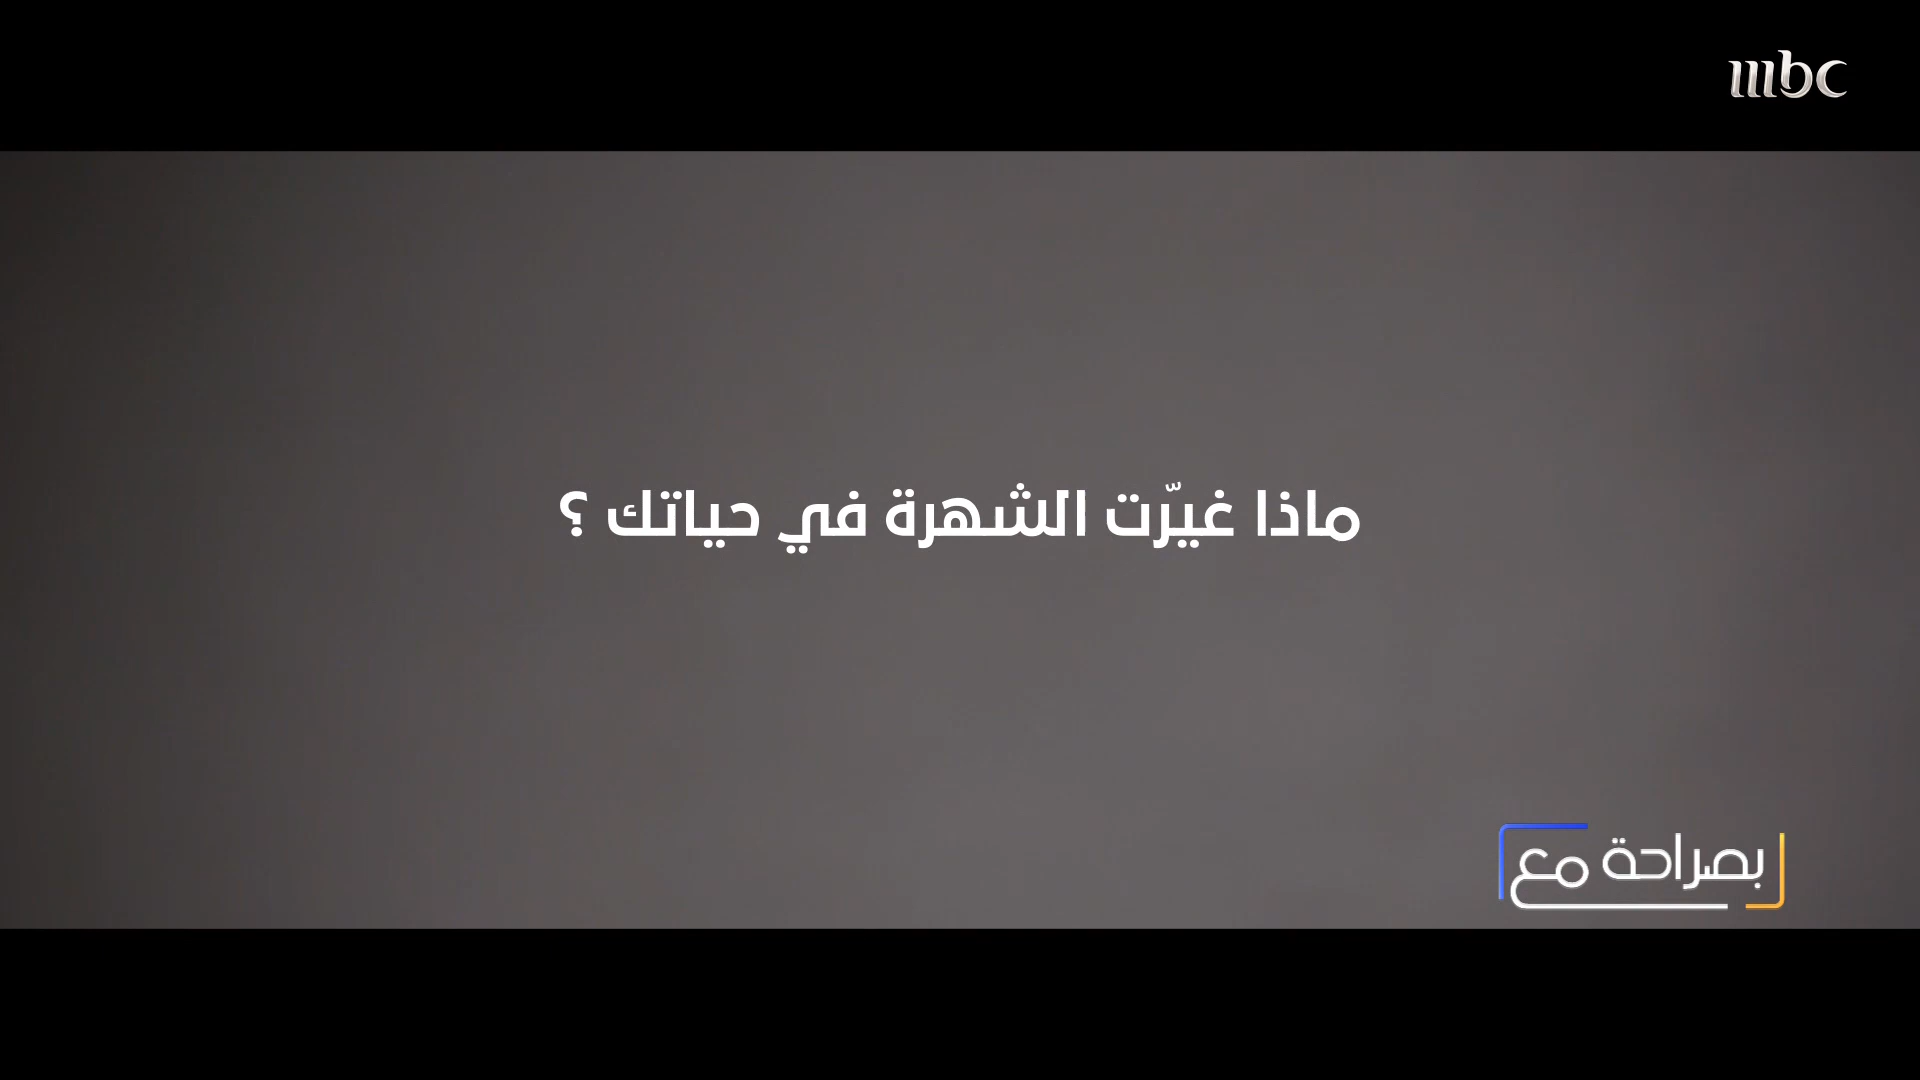 mbc
ماذا غيّرت الشهرة في حياتك ؟
بصراحة مع